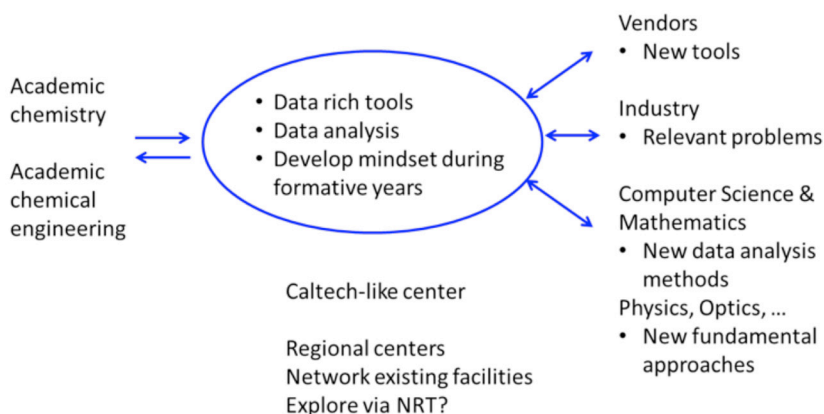 Academic
chemistry
Academic
chemical
engineering
• Data rich tools
• Data analysis
• Develop mindset during
formative years
Vendors
• New tools
Industry
• Relevant problems
Computer Science &
Mathematics
• New data analysis
methods
Physics, Optics, …
• New fundamental
approaches
Caltech-like center
Regional centers
Network existing facilities
Explore via NRT?